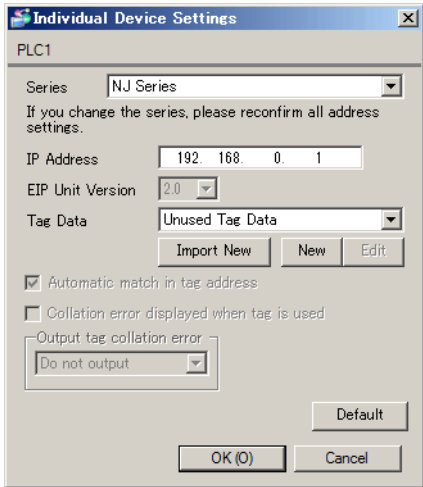 Individual Device Settings
PLC1
Series NJ Series
If you change the series, please reconfirm all address
settings.
IP Address 192. 168. 0. 1
EIP Unit Version 2.0
Tag Data Unused Tag Data
Import New New Edit
Automatic match in tag address
Collation error displayed when tag is used
Output tag collation error
Do not output
Default
OK(O) Cancel